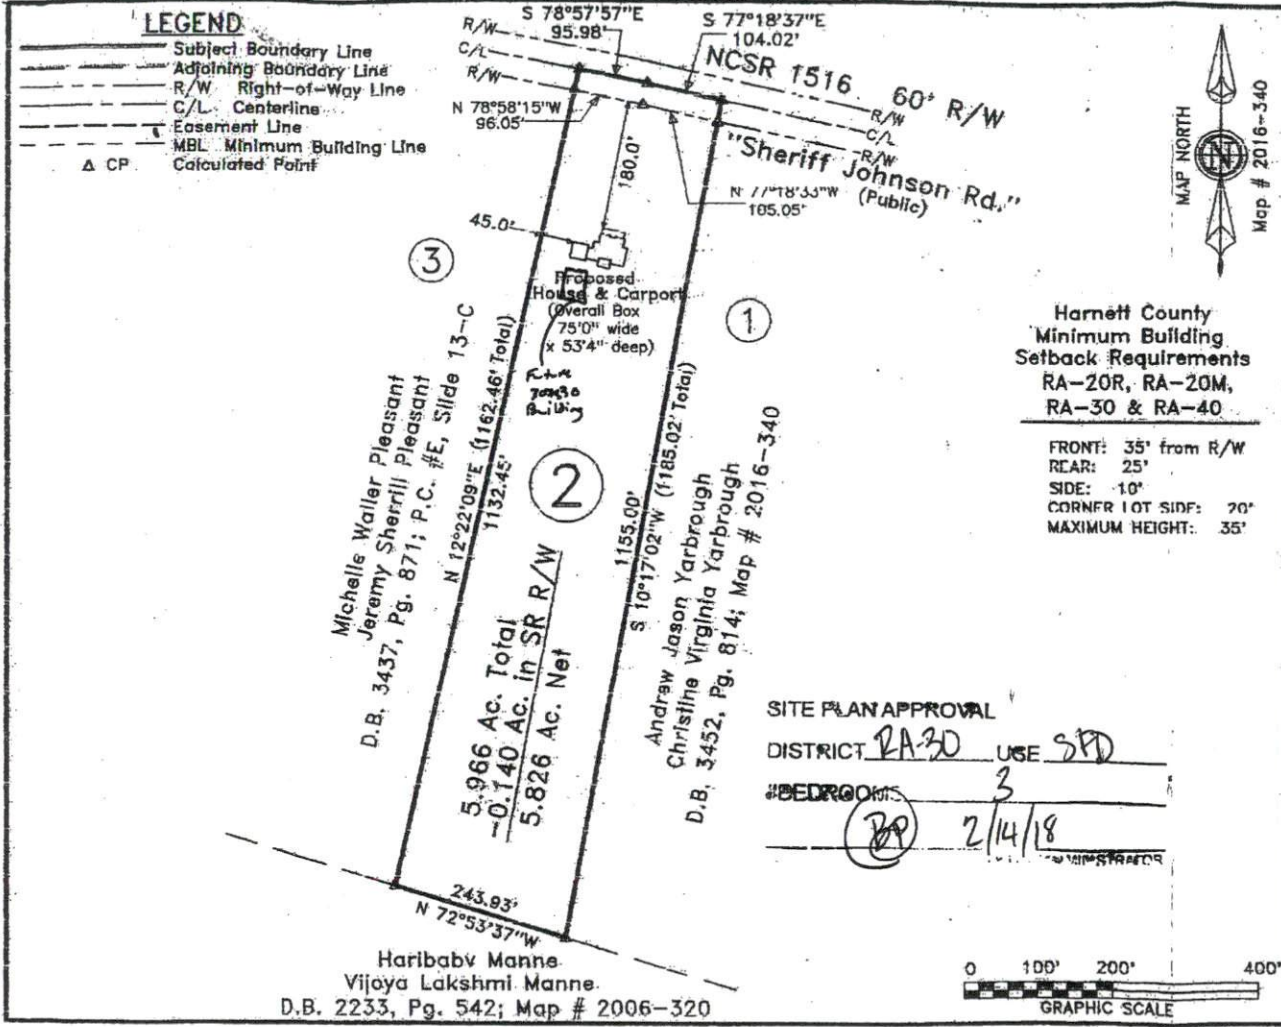 LEGEND
Subject Boundary Line
Adjoining Boundary Line
R/W Right-of-Way Line
C/L Centerline
Easement Line
MBL Minimum Building Line
△ CP Calculated Point
S 78°57'57"E
95.98'
S 77°18'37"E
104.02'
R/W
C/L
R/W
NCSR 1516 60' R/W
R/W
C/L
R/W
"Sheriff Johnson Rd."
(Public)
N 78°58'15"W
96.05'
N 77°18'33"W
105.05'
180.0'
45.0'
MAP NORTH
N
Map # 2016-340
3
1
2
Proposed
House & Carport
(Overall Box
75'0" wide
x 53'4" deep)
Future
Building
Harnett County
Minimum Building
Setback Requirements
RA-20R, RA-20M,
RA-30 & RA-40
FRONT: 35' from R/W
REAR: 25'
SIDE: 10'
CORNER LOT SIDE: 20'
MAXIMUM HEIGHT: 35'
Michelle Waller Pleasant
Jeremy Sherrill Pleasant
D.B. 3437, Pg. 871; P.C. #E, Slide 13-C
N 12°22'09"E (1162.46' Total)
1132.45'
1155.00'
S 10°17'02"W (1185.02' Total)
Andrew Jason Yarbrough
Christine Virginia Yarbrough
D.B. 3452, Pg. 814; Map # 2016-340
5.966 Ac. Total
-0.140 Ac. in SR R/W
5.826 Ac. Net
SITE PLAN APPROVAL
DISTRICT RA-30 USE SFD
#BEDROOMS 3
BP 2/14/18
243.93'
N 72°53'37"W
Haribabv Manne
Vijoya Lakshmi Manne
D.B. 2233, Pg. 542; Map # 2006-320
0 100' 200' 400'
GRAPHIC SCALE